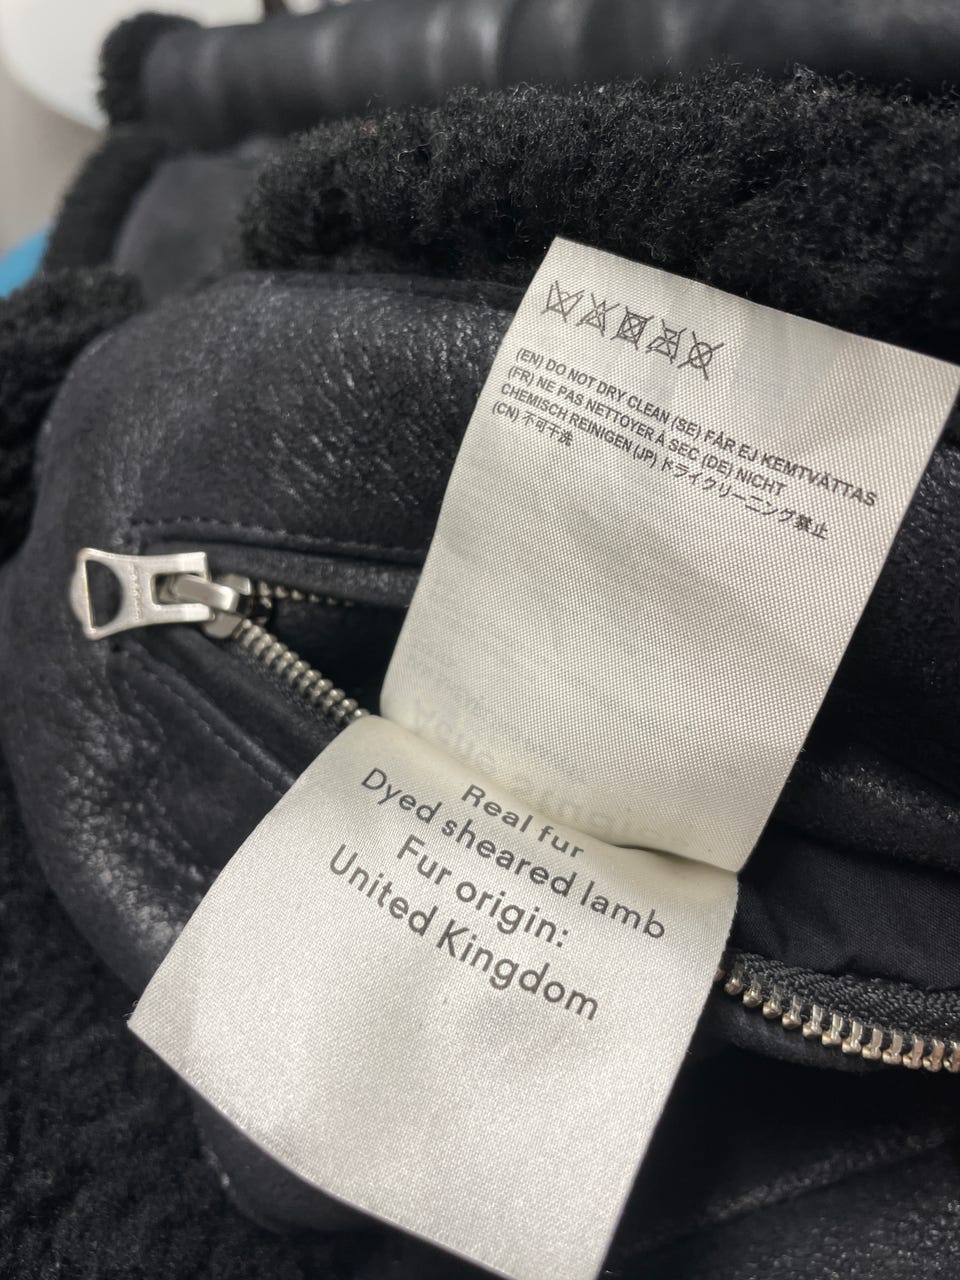 (EN) DO NOT DRY CLEAN (SE) FÅR EJ KEMTVÄTTAS
(FR) NE PAS NETTOYER À SEC (DE) NICHT
CHEMISCH REINIGEN (JP) ドライクリーニング禁止
(CN) 不可干洗
Real fur
Dyed sheared lamb
Fur origin:
United Kingdom